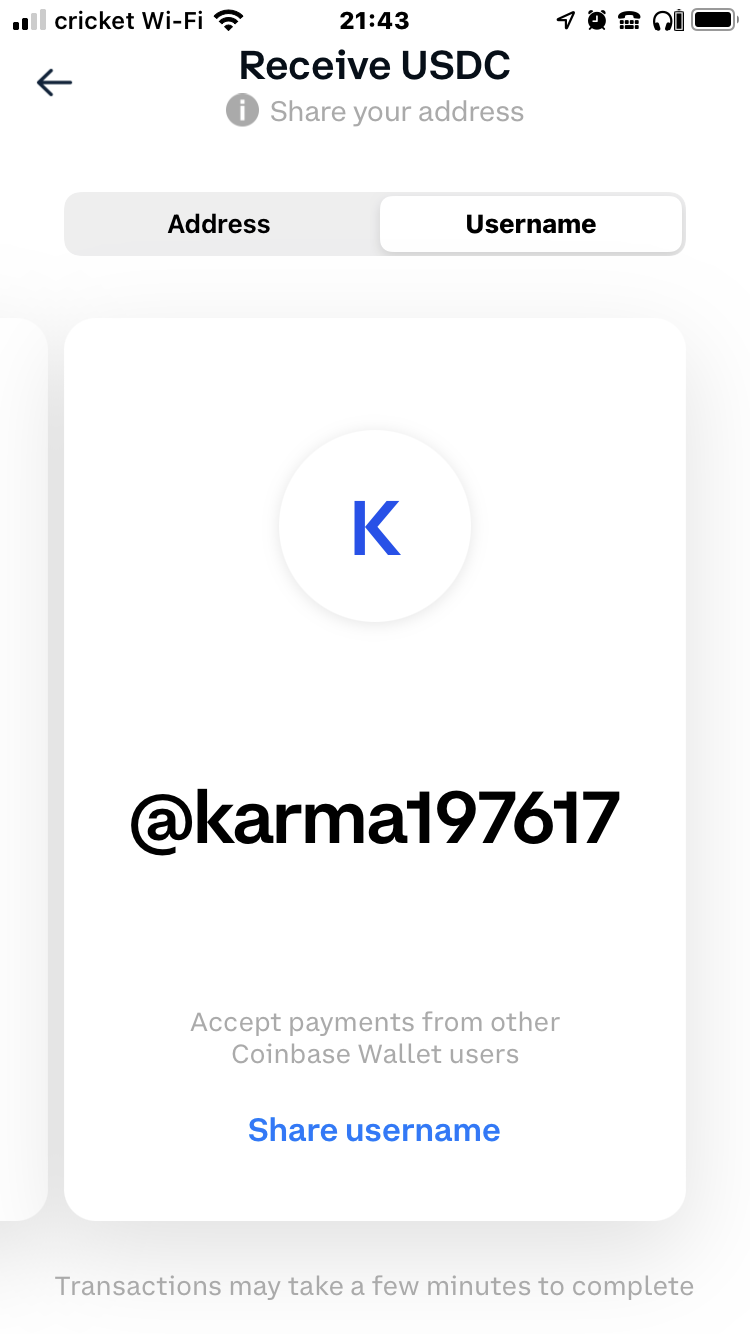 cricket Wi-Fi 21:43
Receive USDC
i Share your address
Address Username
K
@karma197617
Accept payments from other
Coinbase Wallet users
Share username
Transactions may take a few minutes to complete